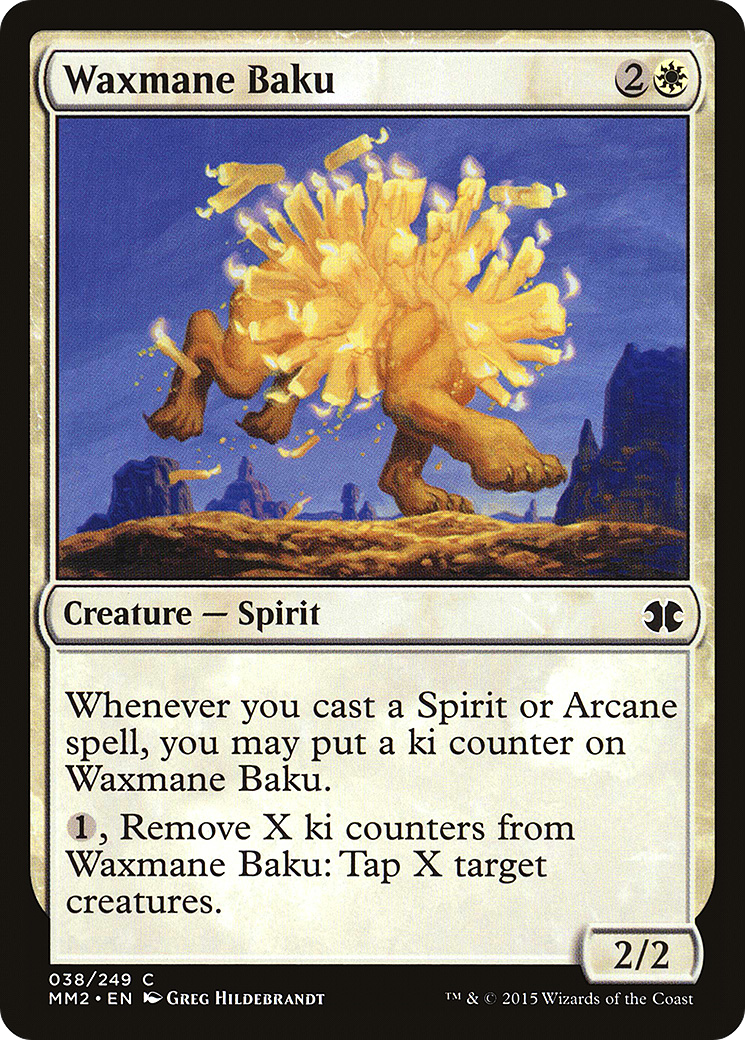 Waxmane Baku 2
Creature — Spirit
Whenever you cast a Spirit or Arcane
spell, you may put a ki counter on
Waxmane Baku.
1, Remove X ki counters from
Waxmane Baku: Tap X target
creatures.
2/2
038/249 C
MM2 • EN Greg Hildebrandt
™ & © 2015 Wizards of the Coast